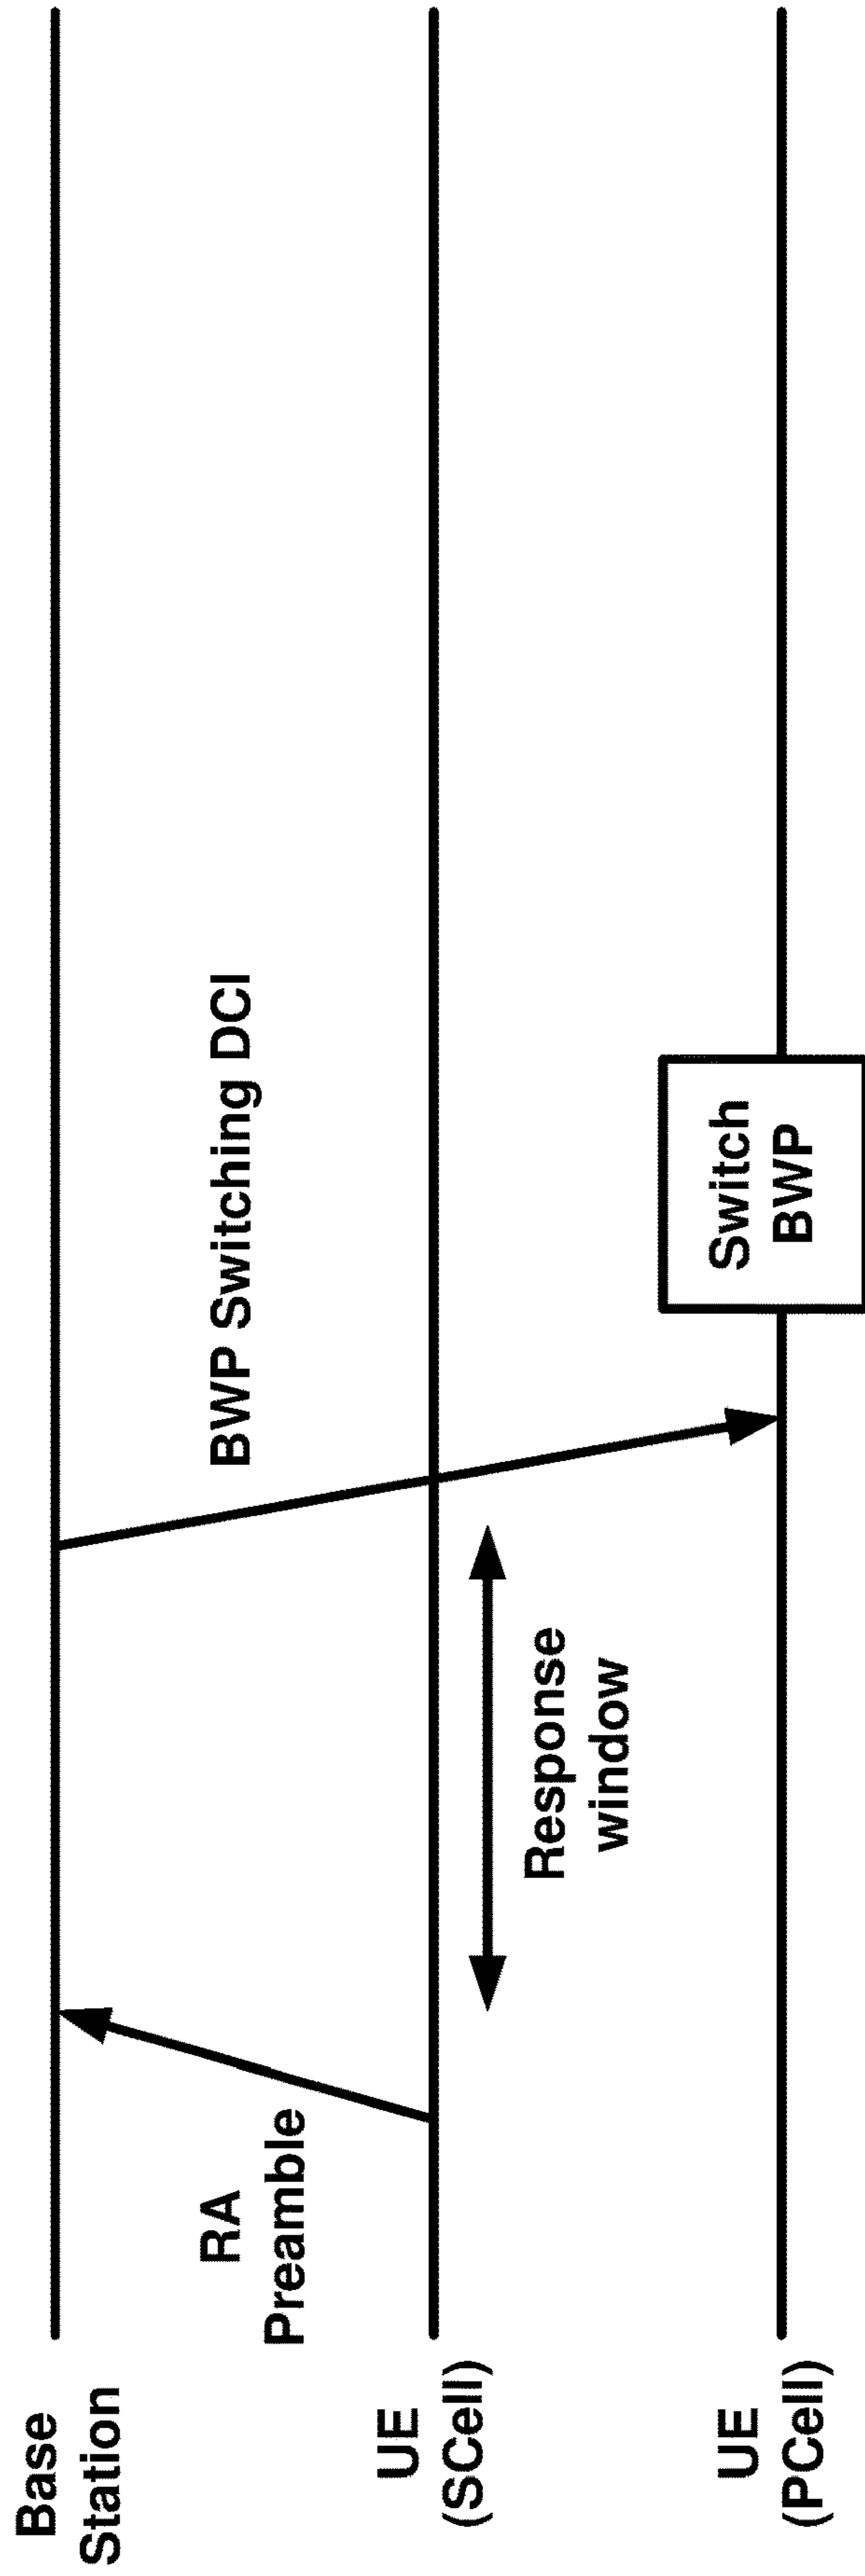 Base
Station
UE
(SCell)
UE
(PCell)
RA
Preamble
Response
window
BWP Switching DCI
Switch
BWP